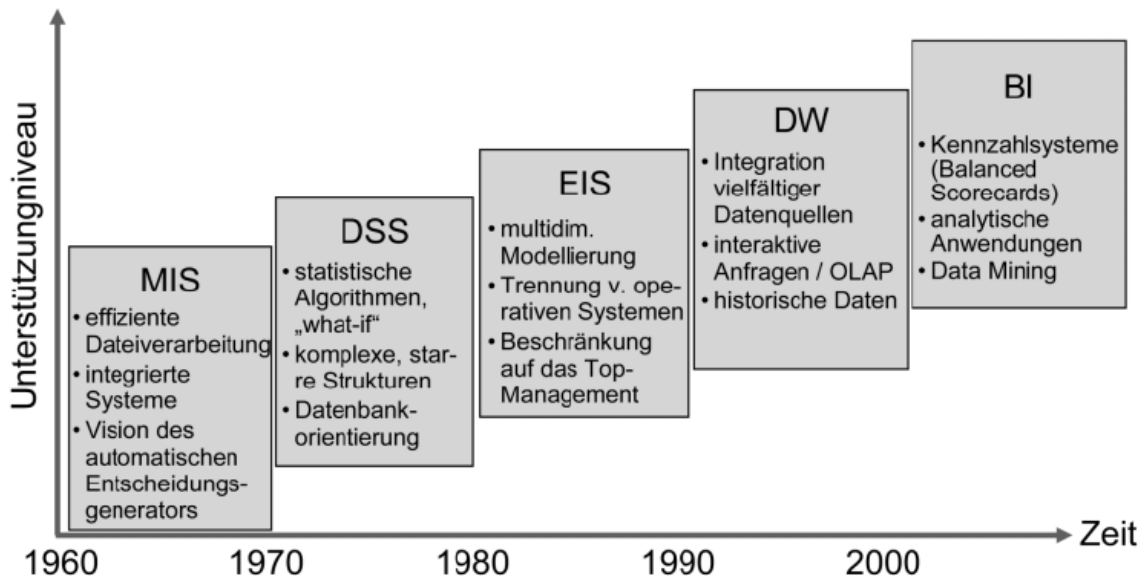 Unterstützungniveau
MIS
• effiziente
Dateiverarbeitung
• integrierte
Systeme
• Vision des
automatischen
Entscheidungs-
generators
DSS
• statistische
Algorithmen,
„what-if“
• komplexe, star-
re Strukturen
• Datenbank-
orientierung
EIS
• multidim.
Modellierung
• Trennung v. ope-
rativen Systemen
• Beschränkung
auf das Top-
Management
DW
• Integration
vielfältiger
Datenquellen
• interaktive
Anfragen / OLAP
• historische Daten
BI
• Kennzahlsysteme
(Balanced
Scorecards)
• analytische
Anwendungen
• Data Mining
Zeit
1960 1970 1980 1990 2000